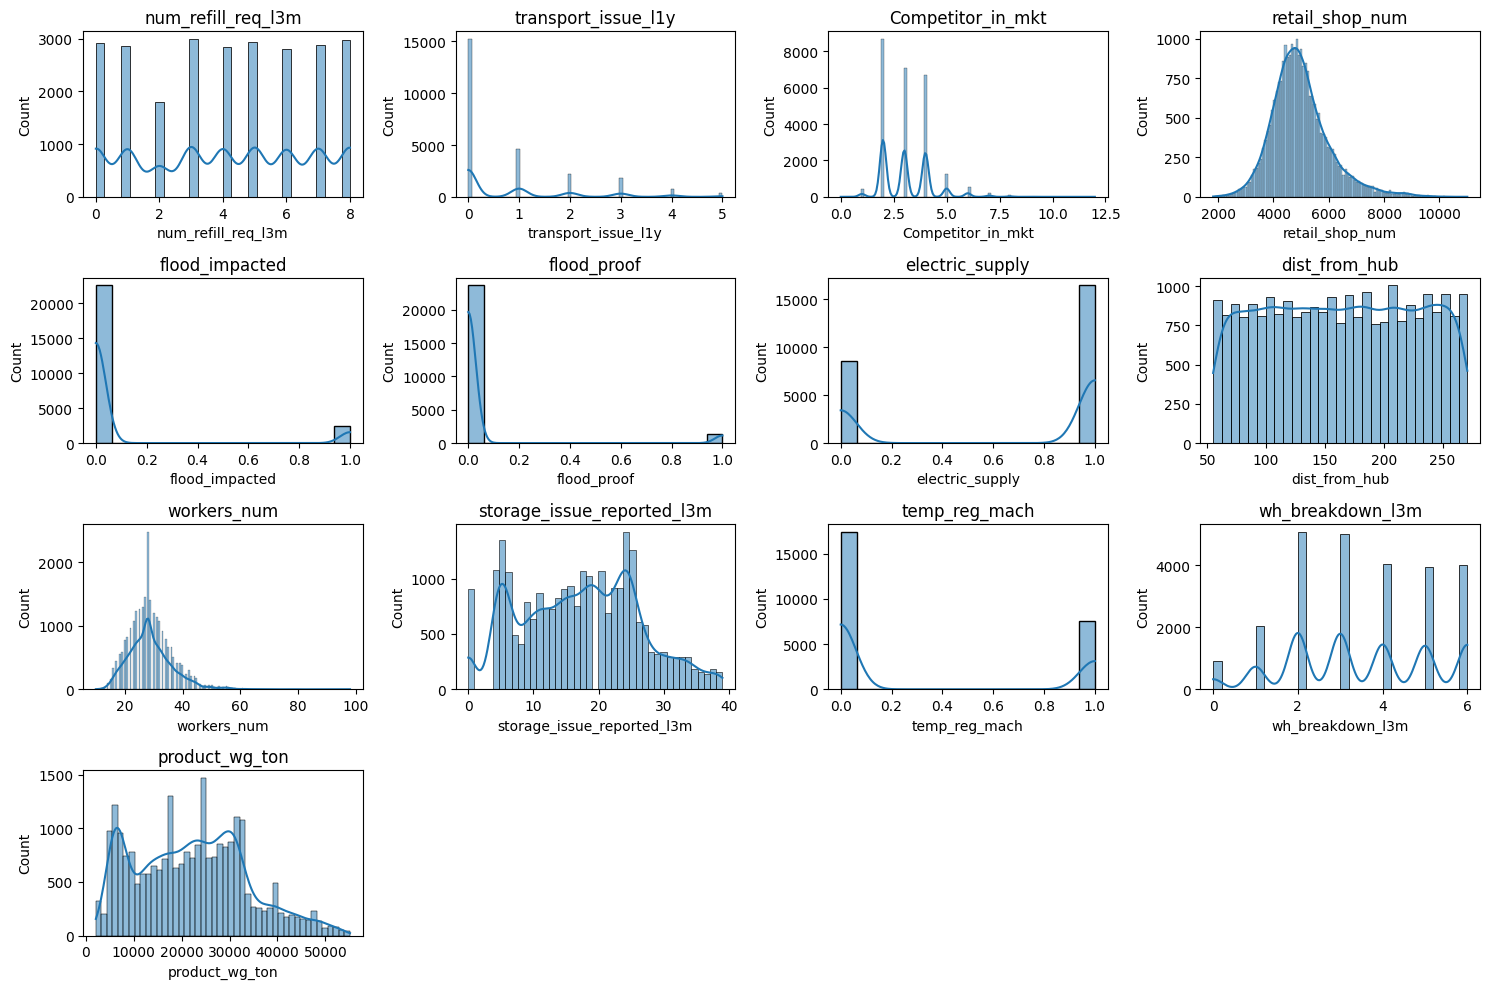 num_refill_req_l3m
3000
2000
1000
0
Count
0 2 4 6 8
num_refill_req_l3m
transport_issue_l1y
15000
10000
5000
0
Count
0 1 2 3 4 5
transport_issue_l1y
Competitor_in_mkt
8000
6000
4000
2000
0
Count
0.0 2.5 5.0 7.5 10.0 12.5
Competitor_in_mkt
retail_shop_num
1000
750
500
250
0
Count
2000 4000 6000 8000 10000
retail_shop_num
flood_impacted
20000
15000
10000
5000
0
Count
0.0 0.2 0.4 0.6 0.8 1.0
flood_impacted
flood_proof
20000
15000
10000
5000
0
Count
0.0 0.2 0.4 0.6 0.8 1.0
flood_proof
electric_supply
15000
10000
5000
0
Count
0.0 0.2 0.4 0.6 0.8 1.0
electric_supply
dist_from_hub
1000
750
500
250
0
Count
50 100 150 200 250
dist_from_hub
workers_num
2000
1000
0
Count
20 40 60 80 100
workers_num
storage_issue_reported_l3m
1000
500
0
Count
0 10 20 30 40
storage_issue_reported_l3m
temp_reg_mach
15000
10000
5000
0
Count
0.0 0.2 0.4 0.6 0.8 1.0
temp_reg_mach
wh_breakdown_l3m
4000
2000
0
Count
0 2 4 6
wh_breakdown_l3m
product_wg_ton
1500
1000
500
0
Count
0 10000 20000 30000 40000 50000
product_wg_ton